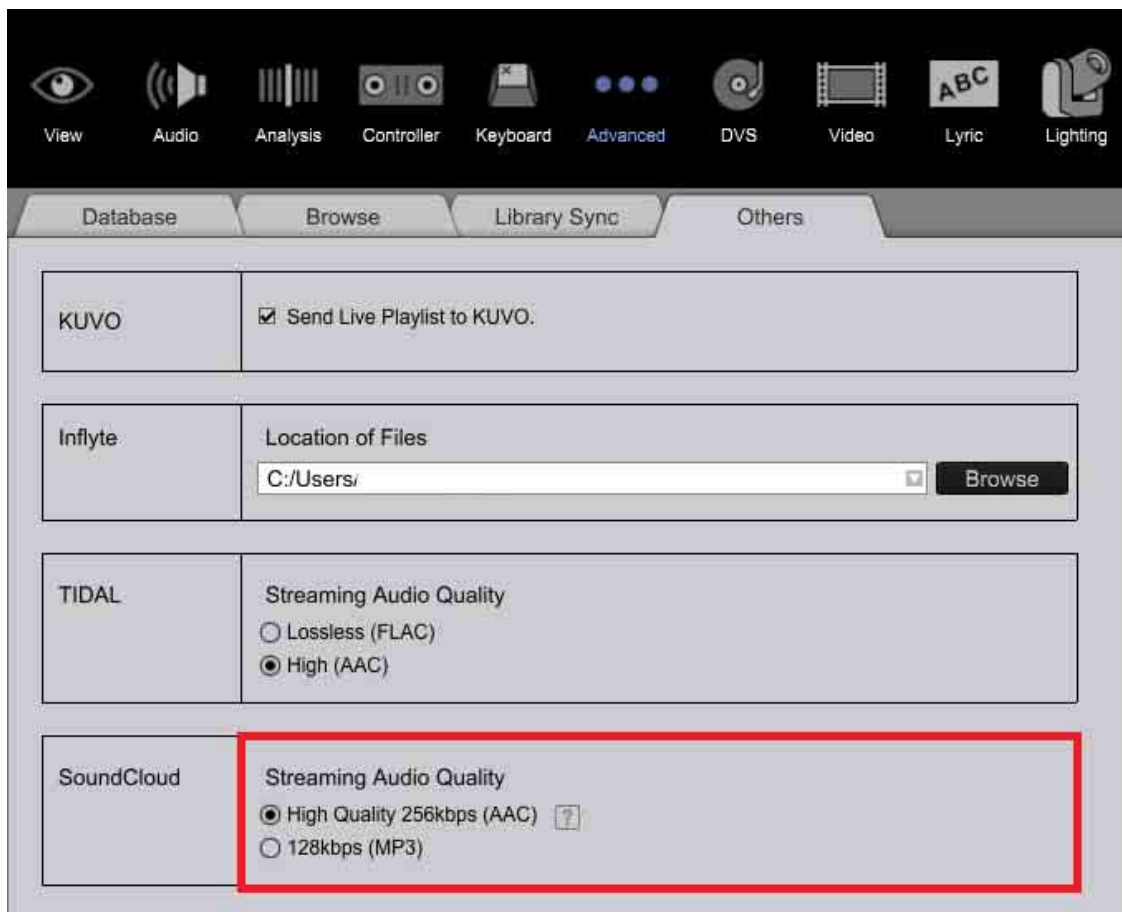 ABC
View Audio Analysis Controller Keyboard Advanced DVS Video Lyric Lighting
Database Browse Library Sync Others
KUVO
Send Live Playlist to KUVO.
Inflyte
Location of Files
C:/Users/
Browse
TIDAL
Streaming Audio Quality
Lossless (FLAC)
High (AAC)
SoundCloud
Streaming Audio Quality
High Quality 256kbps (AAC) ?
128kbps (MP3)